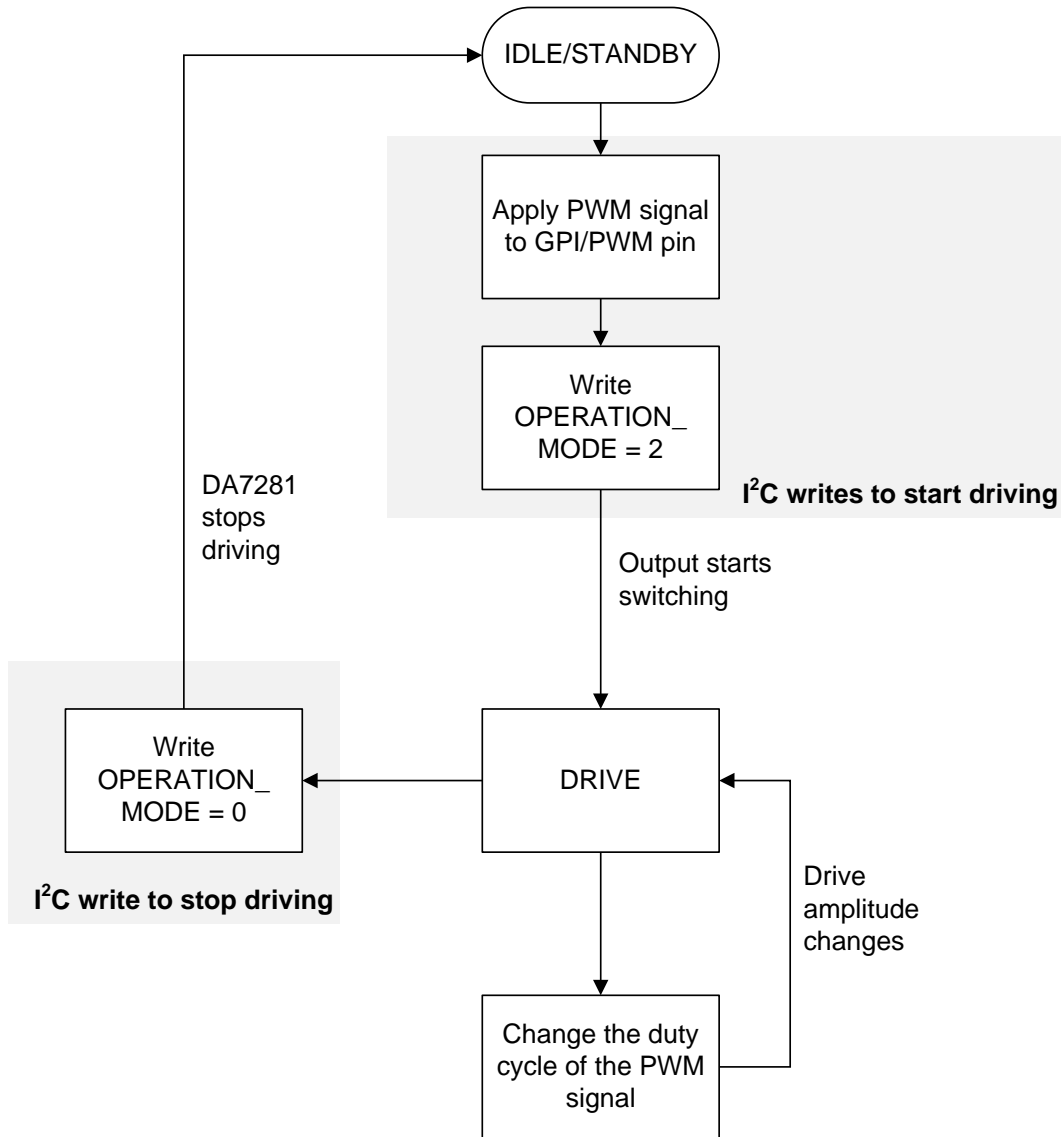 IDLE/STANDBY
Apply PWM signal
to GPI/PWM pin
Write
OPERATION_
MODE = 2
I²C writes to start driving
DA7281
stops
driving
Output starts
switching
Write
OPERATION_
MODE = 0
I²C write to stop driving
DRIVE
Drive
amplitude
changes
Change the duty
cycle of the PWM
signal